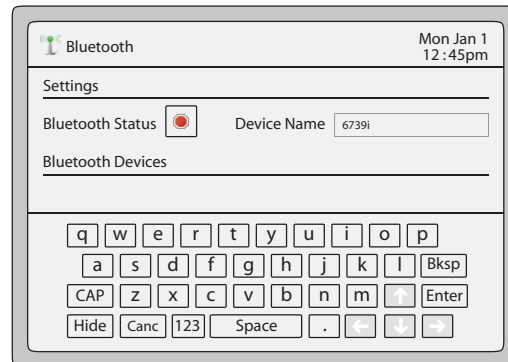 Bluetooth
Mon Jan 1
12:45pm
Settings
Bluetooth Status Device Name 6739i
Bluetooth Devices
q w e r t y u i o p
a s d f g h j k l Bksp
CAP z x c v b n m Enter
Hide Canc 123 Space .